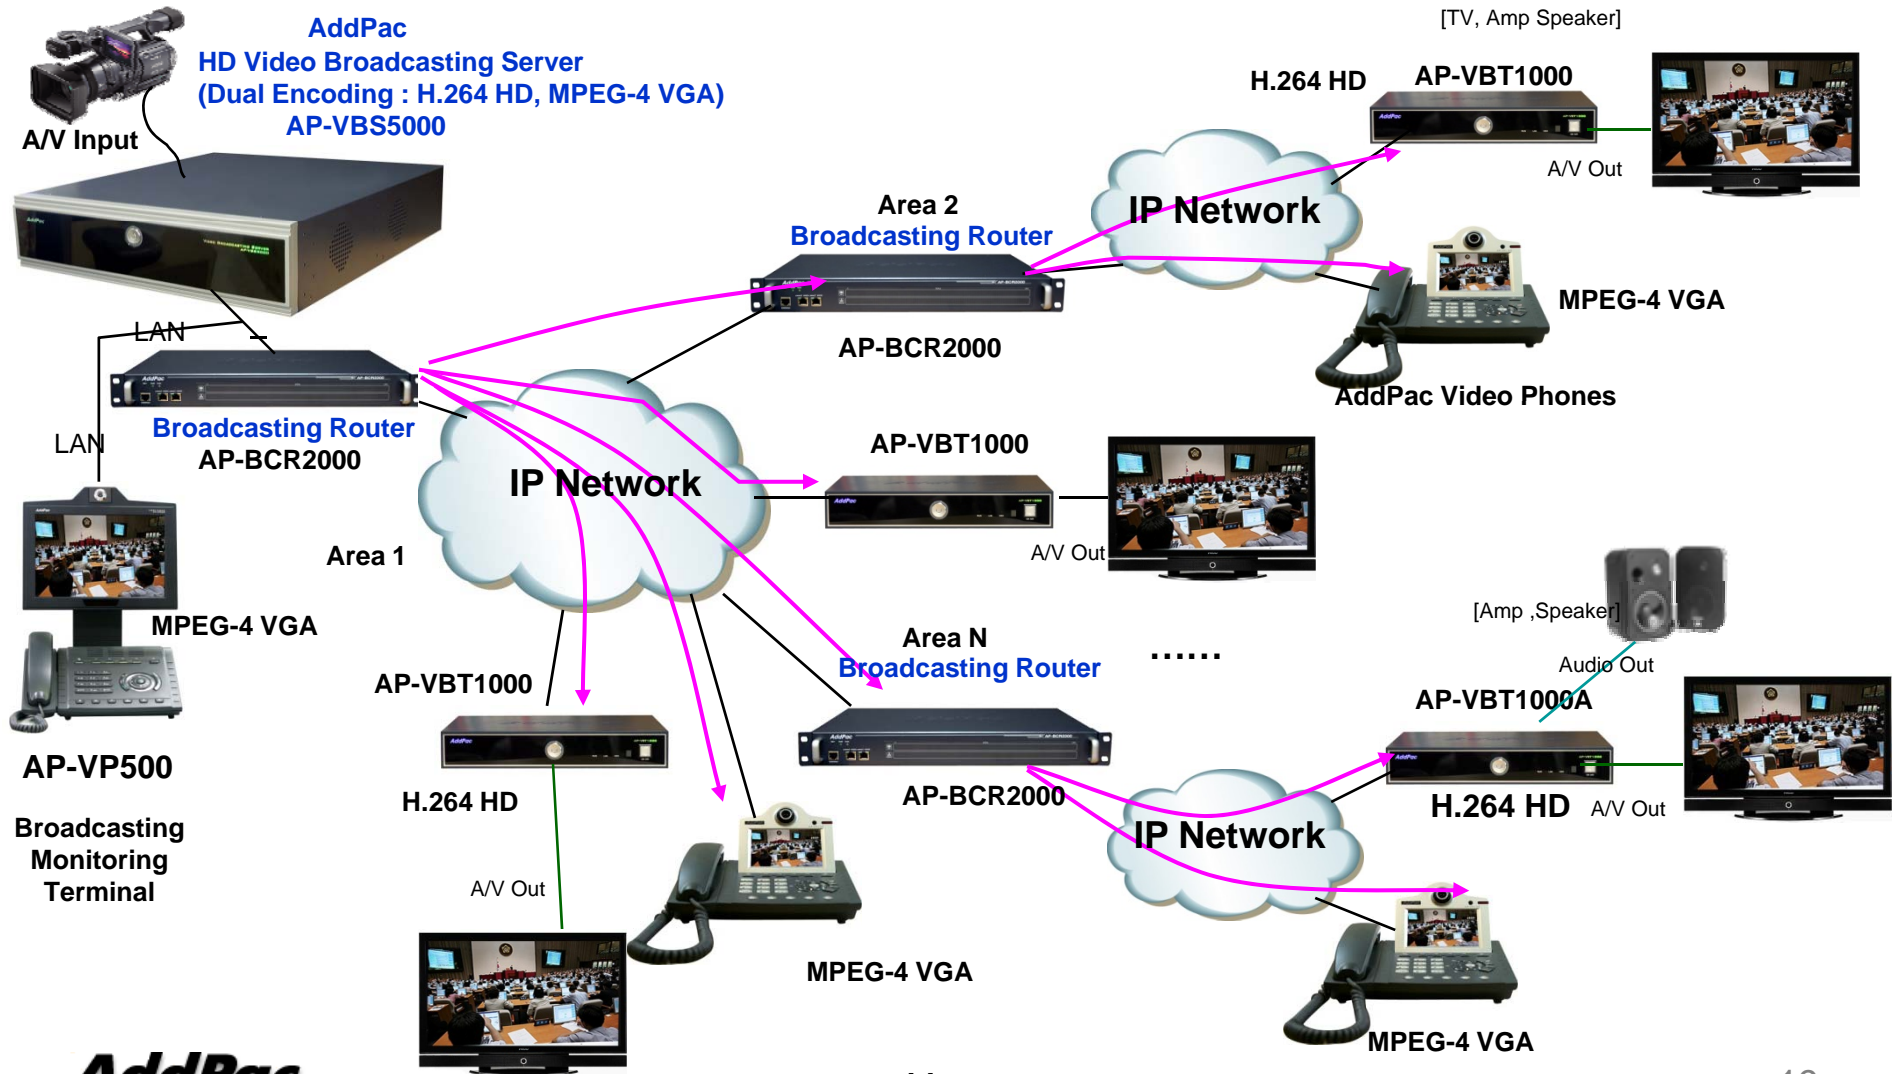 [TV, Amp Speaker]
AddPac
HD Video Broadcasting Server
(Dual Encoding : H.264 HD, MPEG-4 VGA)
AP-VBS5000
A/V Input
H.264 HD
AP-VBT1000
A/V Out
IP Network
Area 2
Broadcasting Router
AP-BCR2000
MPEG-4 VGA
AddPac Video Phones
LAN
Broadcasting Router
AP-BCR2000
LAN
IP Network
Area 1
AP-VBT1000
A/V Out
MPEG-4 VGA
AP-VP500
Broadcasting
Monitoring
Terminal
AP-VBT1000
H.264 HD
A/V Out
MPEG-4 VGA
Area N
Broadcasting Router
AP-BCR2000
......
[Amp ,Speaker]
Audio Out
AP-VBT1000A
H.264 HD
A/V Out
IP Network
MPEG-4 VGA
AddPac